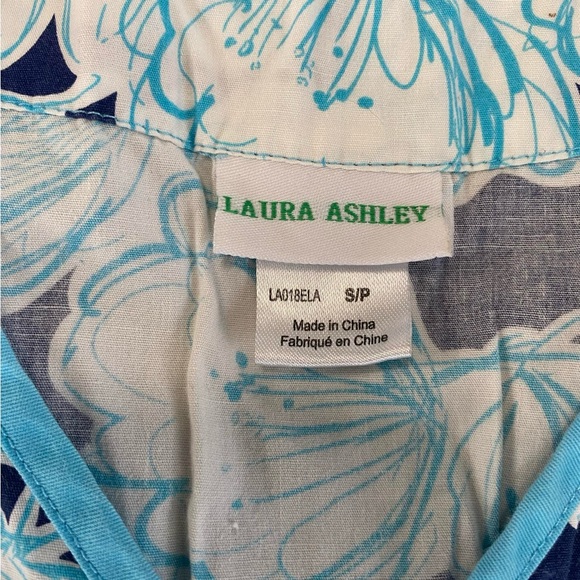 LAURA ASHLEY
LA018ELA S/P
Made in China
Fabriqué en Chine